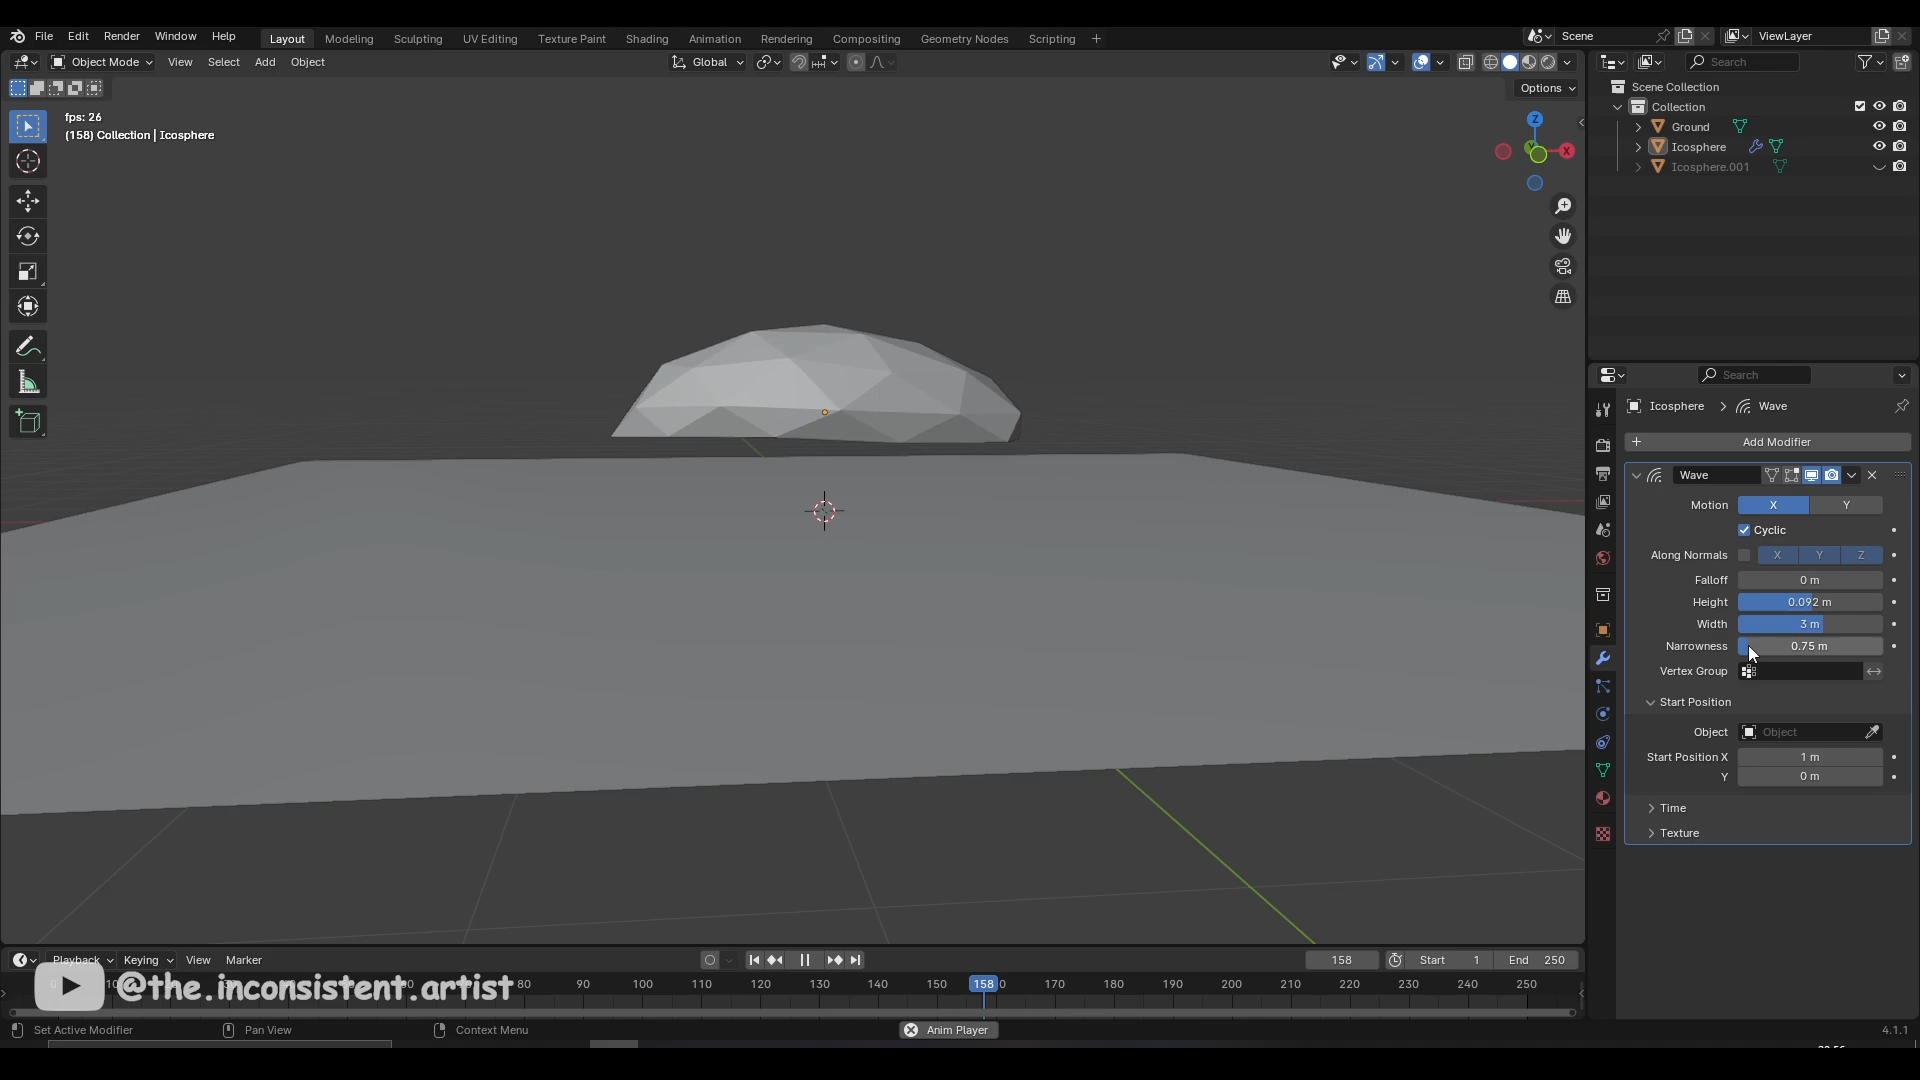 File Edit Render Window Help Layout Modeling Sculpting UV Editing Texture Paint Shading Animation Rendering Compositing Geometry Nodes Scripting + Scene ViewLayer
Object Mode View Select Add Object Global Search
Options
fps: 26
(158) Collection | Icosphere
Z
X
Scene Collection
Collection
Ground
Icosphere
Icosphere.001
Search
Icosphere > Wave
+ Add Modifier
Wave
Motion X Y
Cyclic
Along Normals X Y Z
Falloff 0 m
Height 0.092 m
Width 3 m
Narrowness 0.75 m
Vertex Group
Start Position
Object Object
Start Position X 1 m
Y 0 m
Time
Texture
Playback Keying View Marker 158 Start 1 End 250
@the.inconsistent.artist
80 90 100 110 120 130 140 150 158 170 180 190 200 210 220 230 240 250
Set Active Modifier Pan View Context Menu Anim Player 4.1.1